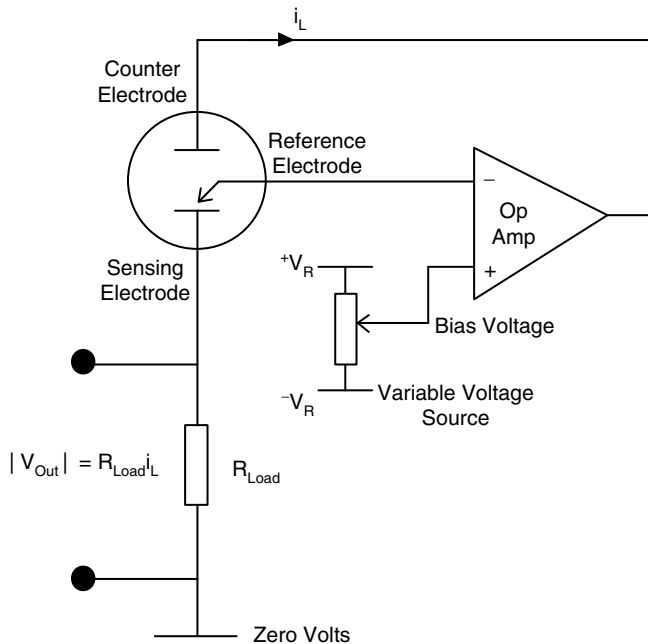 i_L
Counter
Electrode
Reference
Electrode
−
Op
Amp
+
Sensing
Electrode
⁺V_R
Bias Voltage
⁻V_R
Variable Voltage
Source
| V_Out | = R_Load i_L
R_Load
Zero Volts